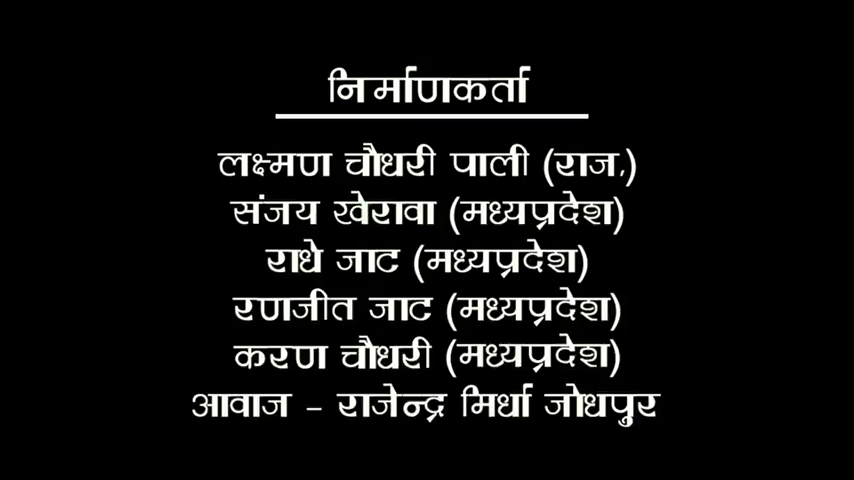 निर्माणकर्ता
लक्ष्मण चौधरी पाली (राज.)
संजय खेरावा (मध्यप्रदेश)
राधे जाट (मध्यप्रदेश)
रणजीत जाट (मध्यप्रदेश)
करण चौधरी (मध्यप्रदेश)
आवाज - राजेन्द्र मिर्धा जोधपुर